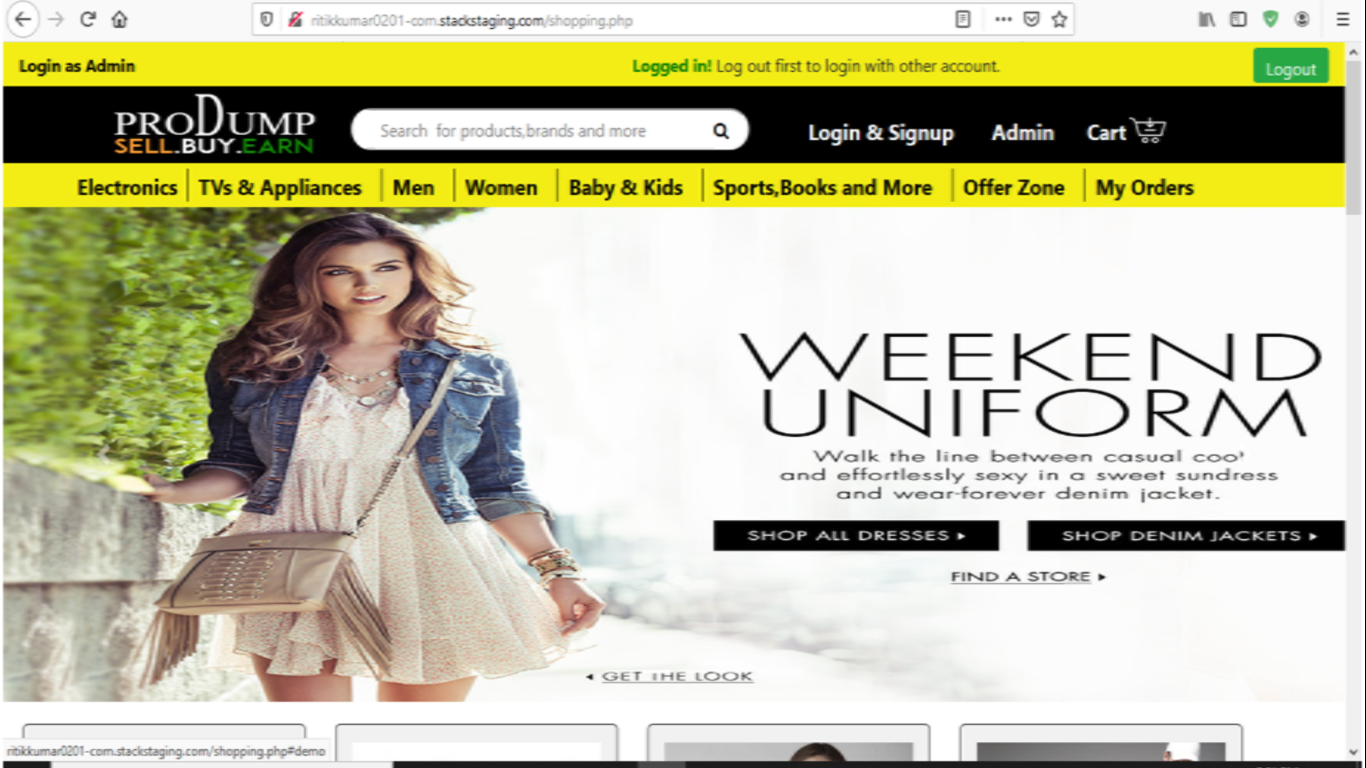 ritikkumar0201-com.stackstaging.com/shopping.php
Login as Admin
Logged in! Log out first to login with other account.
Logout
PRODUMP
SELL.BUY.EARN
Search for products,brands and more
Login & Signup
Admin
Cart
Electronics
TVs & Appliances
Men
Women
Baby & Kids
Sports,Books and More
Offer Zone
My Orders
WEEKEND
UNIFORM
Walk the line between casual coo'
and effortlessly sexy in a sweet sundress
and wear-forever denim jacket.
SHOP ALL DRESSES
SHOP DENIM JACKETS
FIND A STORE
GET THE LOOK
ritikkumar0201-com.stackstaging.com/shopping.php#demo